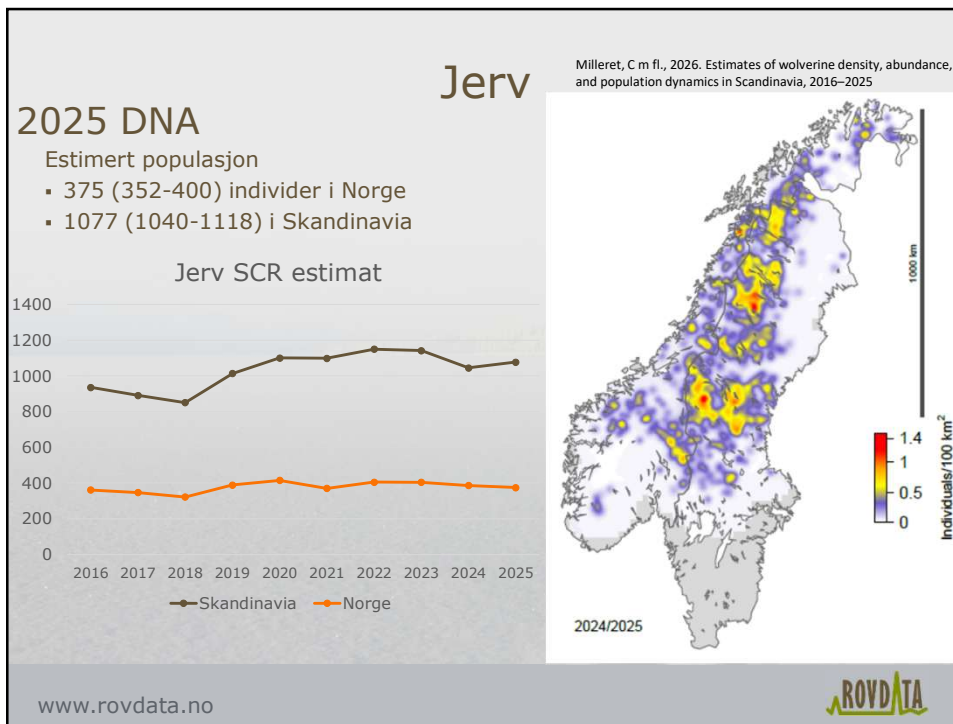 Jerv
Milleret, C m fl., 2026. Estimates of wolverine density, abundance,
and population dynamics in Scandinavia, 2016–2025
2025 DNA
Estimert populasjon
▪ 375 (352-400) individer i Norge
▪ 1077 (1040-1118) i Skandinavia
Jerv SCR estimat
1400
1200
1000
800
600
400
200
0
2016 2017 2018 2019 2020 2021 2022 2023 2024 2025
Skandinavia Norge
1000 km
1.4
1
0.5
0
Individuals/100 km²
2024/2025
www.rovdata.no
ROVDATA